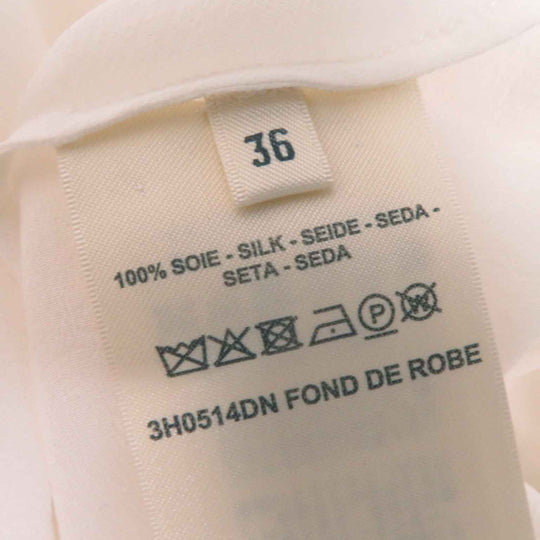 36
100% SOIE - SILK - SEIDE - SEDA -
SETA - SEDA
P W
3H0514DN FOND DE ROBE